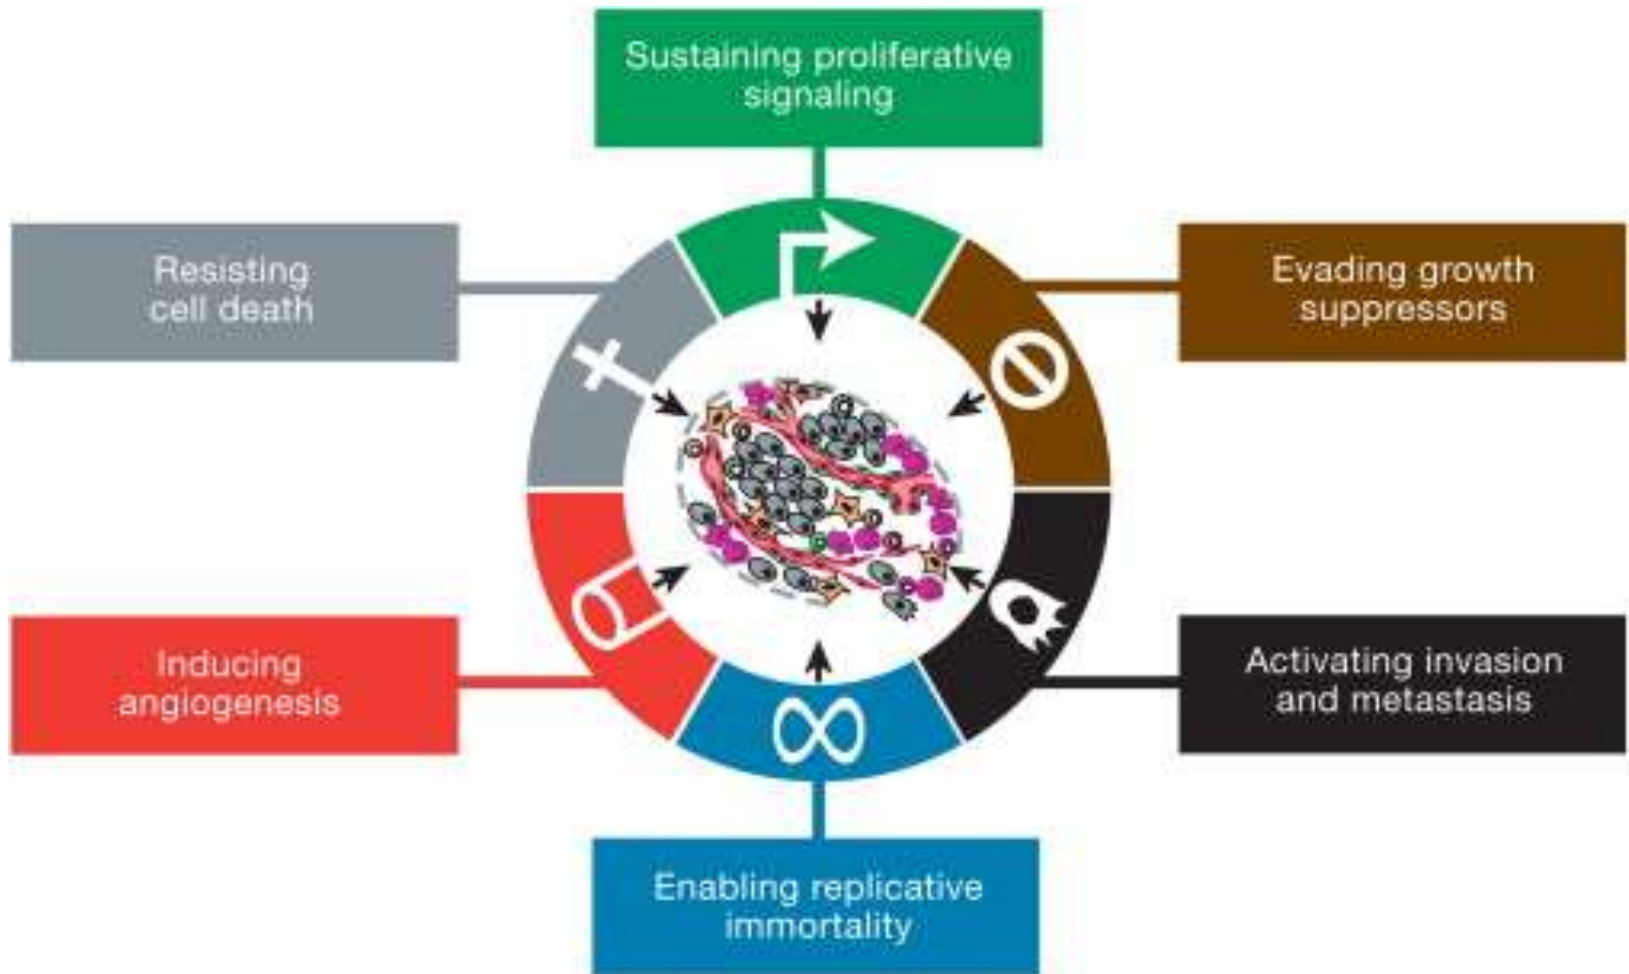 Sustaining proliferative
signaling
Resisting
cell death
Evading growth
suppressors
Inducing
angiogenesis
Activating invasion
and metastasis
Enabling replicative
immortality